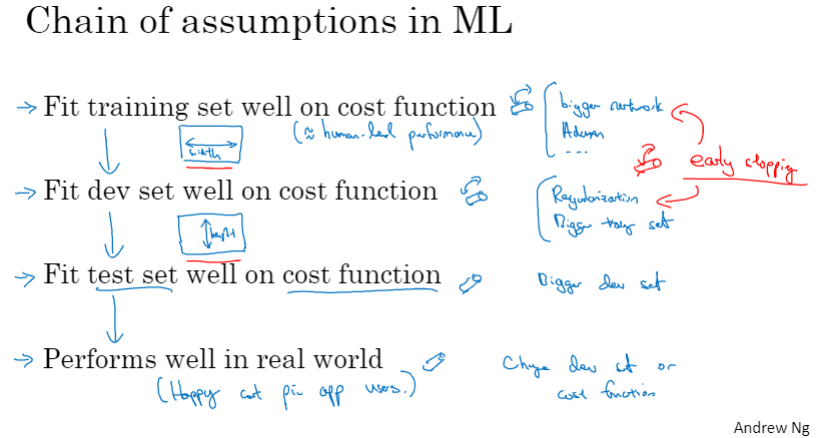 Chain of assumptions in ML
→ Fit training set well on cost function
(≈ human-level performance)
bigger network
Adam
...
early stopping
width
→ Fit dev set well on cost function
Regularization
Bigger training set
height
→ Fit test set well on cost function
Bigger dev set
→ Performs well in real world
(Happy cat pic app users.)
Change dev set or
cost function
Andrew Ng